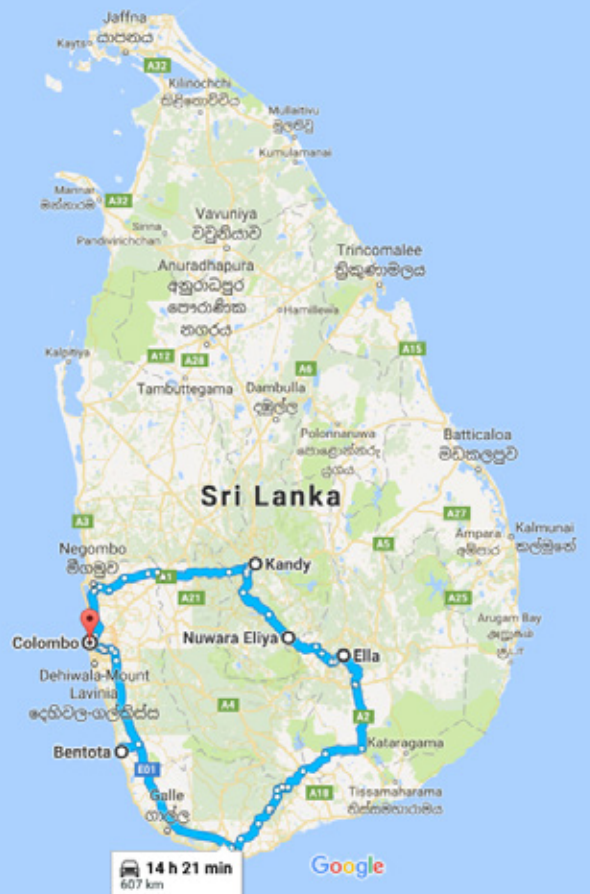 Jaffna
යාපනය
Kayts
A32
Kilinochchi
කිලිනොච්චිය
Mullaitivu
මුලතිව්
Kumulamanai
Mannar
මන්නාරම
A32
Vavuniya
වවුනියාව
Sinna
Pandivirichchan
Trincomalee
ත්‍රිකුණාමලය
Anuradhapura
අනුරාධපුර
පෞරාණික
නගරය
Hamillewa
Kalpitiya
A12
A28
A15
A6
Tambuttegama
Dambulla
දඹුල්ල
Polonnaruwa
පොළොන්නරු
Batticaloa
මඩකලපුව
Sri Lanka
A3
A27
Ampara
අම්පාර
Kalmunai
කල්මුනේ
A5
Negombo
මීගමුව
A1
Kandy
A21
A25
Arugam Bay
Colombo
Nuwara Eliya
Ella
Dehiwala-Mount
Lavinia
දෙහිවල-ගල්කිස්ස
A4
A2
Kataragama
Bentota
E01
Galle
ගාල්ල
A18
Tissamaharama
තිස්සමහාරාමය
14 h 21 min
607 km
Google